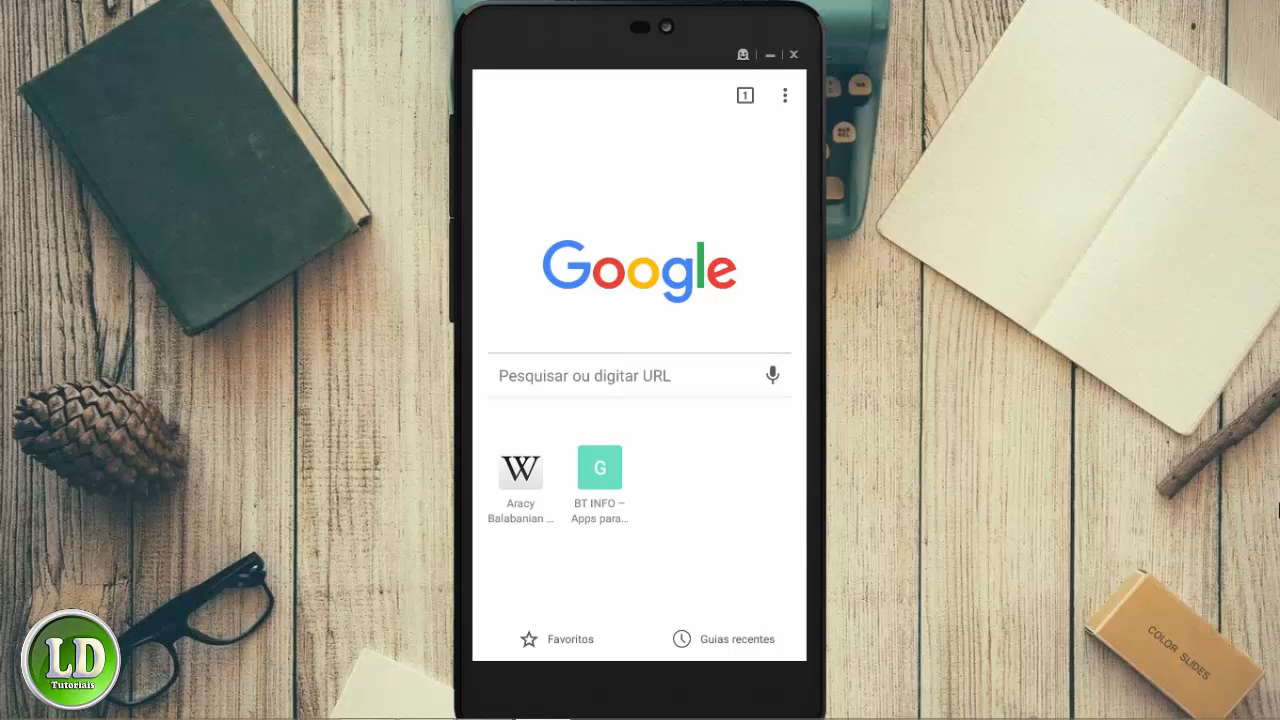 1
Google
Pesquisar ou digitar URL
W
G
Aracy
Balabanian ...
BT INFO –
Apps para...
Favoritos
Guias recentes
LD
Tutoriais
COLOR SLIDES
TAB